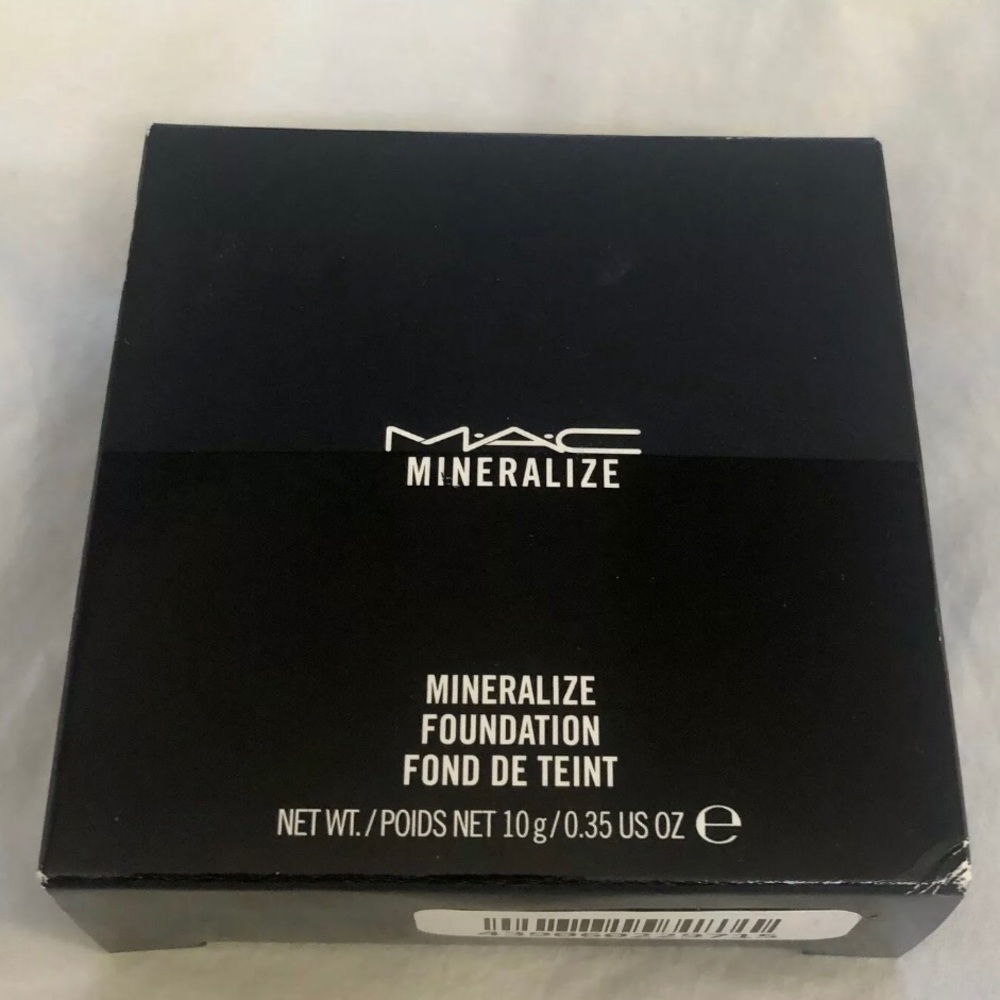 M·A·C
MINERALIZE
MINERALIZE
FOUNDATION
FOND DE TEINT
NET WT. / POIDS NET 10 g / 0.35 US OZ ℮